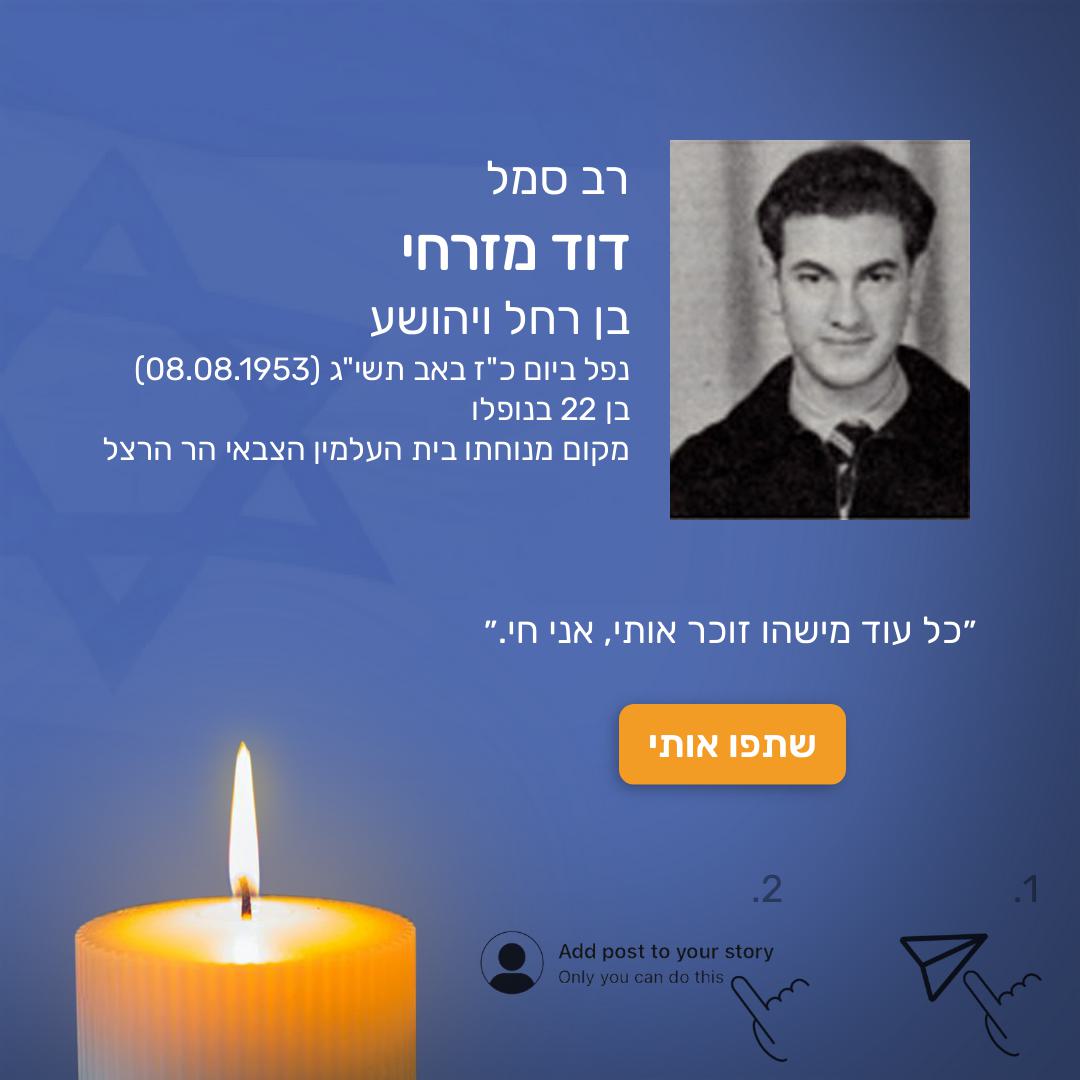 רב סמל
דוד מזרחי
בן רחל ויהושע
נפל ביום כ"ז באב תשי"ג (08.08.1953)
בן 22 בנופלו
מקום מנוחתו בית העלמין הצבאי הר הרצל
״כל עוד מישהו זוכר אותי, אני חי.״
שתפו אותי
.1
.2
Add post to your story
Only you can do this